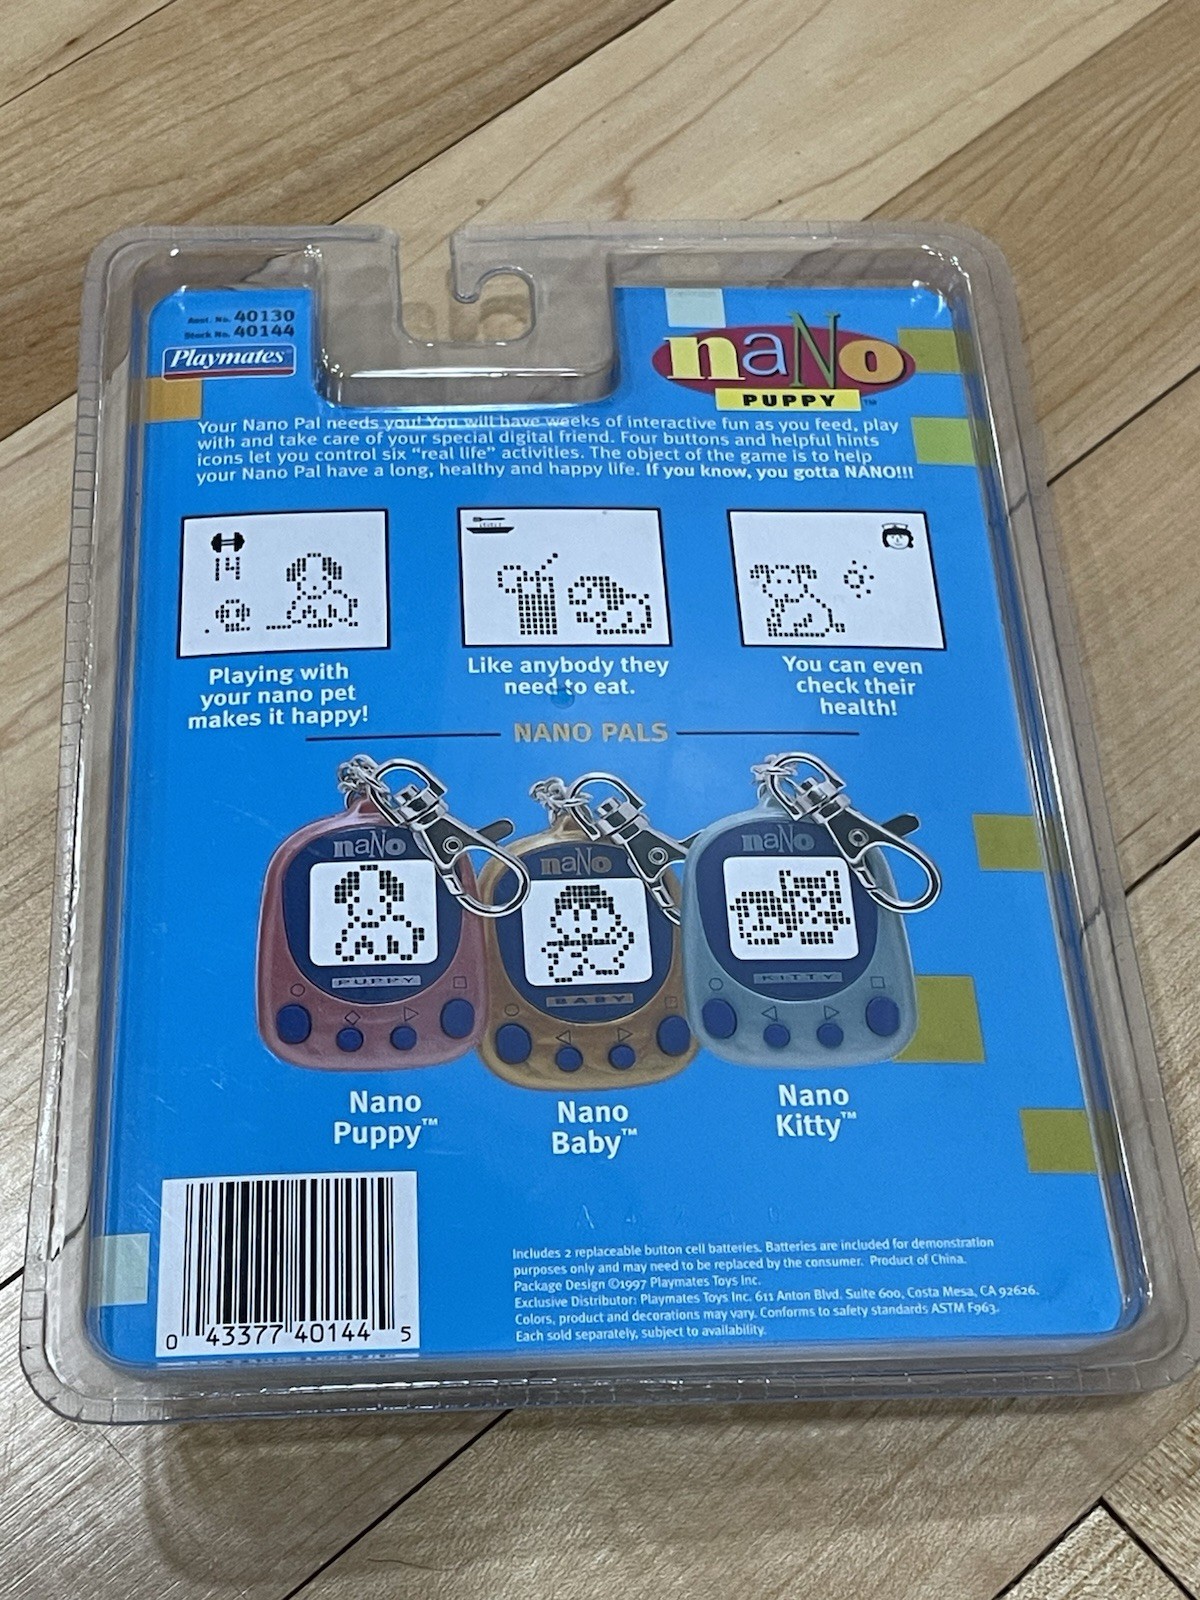 Asst. No. 40130
Stock No. 40144
Playmates
naNo
PUPPY™
Your Nano Pal needs you! You will have weeks of interactive fun as you feed, play
with and take care of your special digital friend. Four buttons and helpful hints
icons let you control six “real life” activities. The object of the game is to help
your Nano Pal have a long, healthy and happy life. If you know, you gotta NANO!!!
14
Playing with
your nano pet
makes it happy!
Like anybody they
need to eat.
You can even
check their
health!
NANO PALS
naNo
PUPPY
naNo
BABY
naNo
KITTY
Nano
Puppy™
Nano
Baby™
Nano
Kitty™
0 43377 40144 5
Includes 2 replaceable button cell batteries. Batteries are included for demonstration
purposes only and may need to be replaced by the consumer. Product of China.
Package Design ©1997 Playmates Toys Inc.
Exclusive Distributor: Playmates Toys Inc. 611 Anton Blvd. Suite 600, Costa Mesa, CA 92626.
Colors, product and decorations may vary. Conforms to safety standards ASTM F963.
Each sold separately, subject to availability.